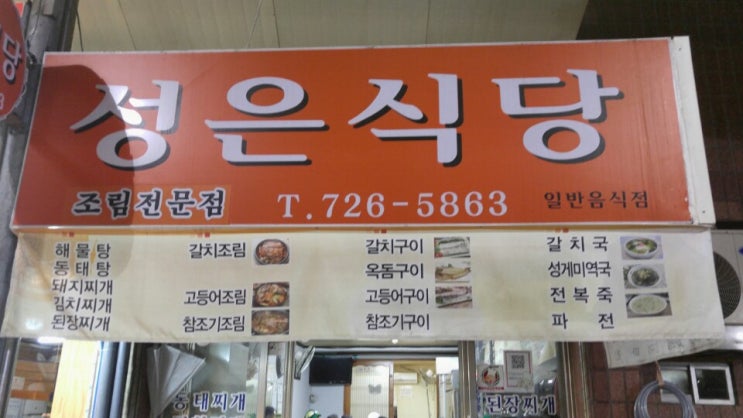 정은식당
조림전문점 T.726-5863 일반음식점
해물탕 갈치조림 갈치구이 갈치국
동태탕 옥돔구이 성게미역국
돼지찌개 고등어조림 고등어구이 전복죽
김치찌개
된장찌개 참조기조림 참조기구이 파전
동태찌개 된장찌개
당